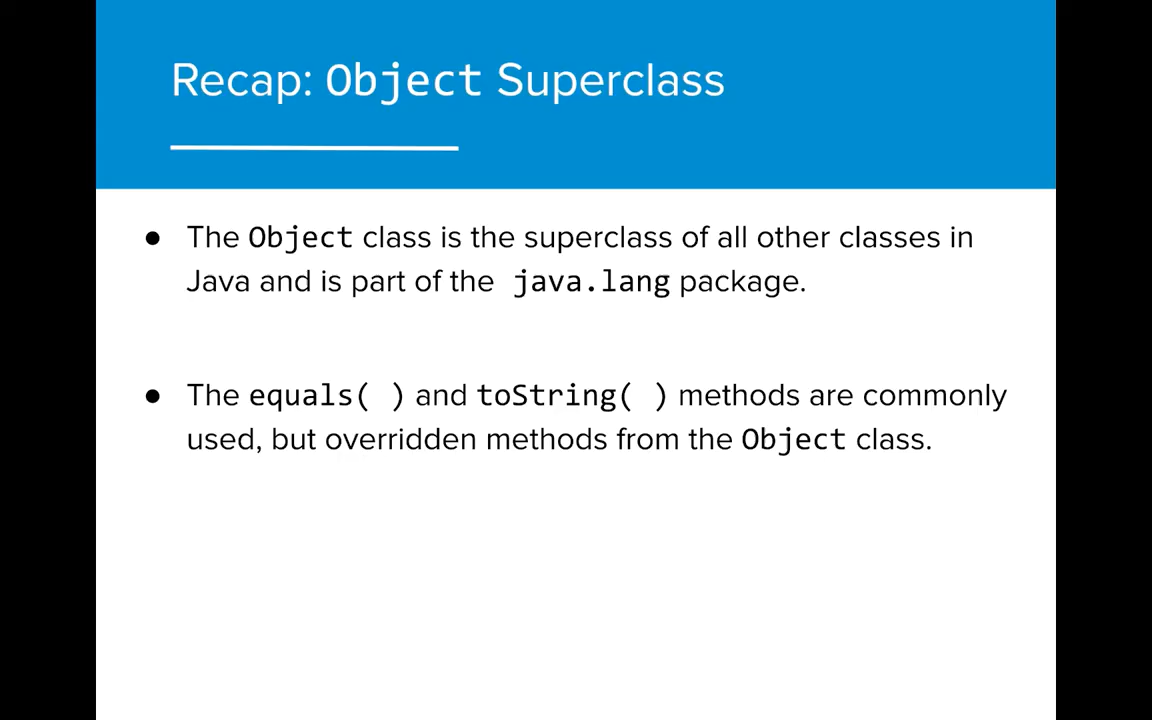 Recap: Object Superclass
● The Object class is the superclass of all other classes in
Java and is part of the java.lang package.
● The equals( ) and toString( ) methods are commonly
used, but overridden methods from the Object class.